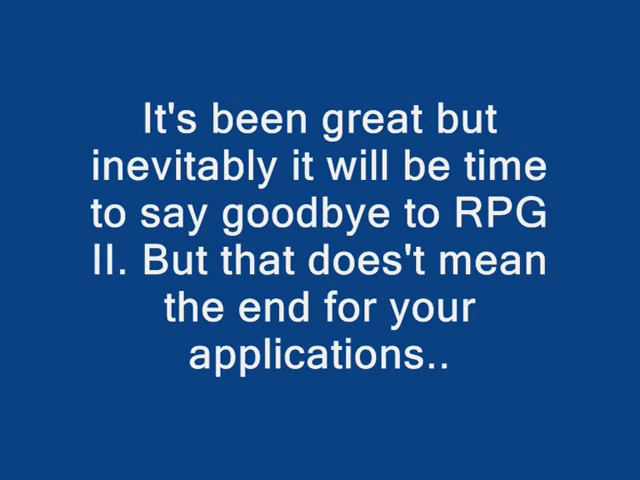 It's been great but
inevitably it will be time
to say goodbye to RPG
II. But that does't mean
the end for your
applications..